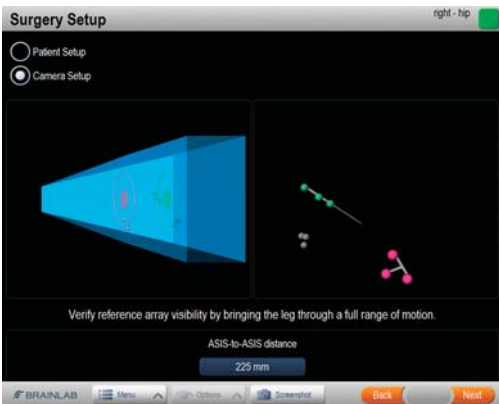 Surgery Setup
right - hip
Patient Setup
Camera Setup
Verify reference array visibility by bringing the leg through a full range of motion.
ASIS-to-ASIS distance
225 mm
BRAINLAB Menu Options Screenshot Back Next